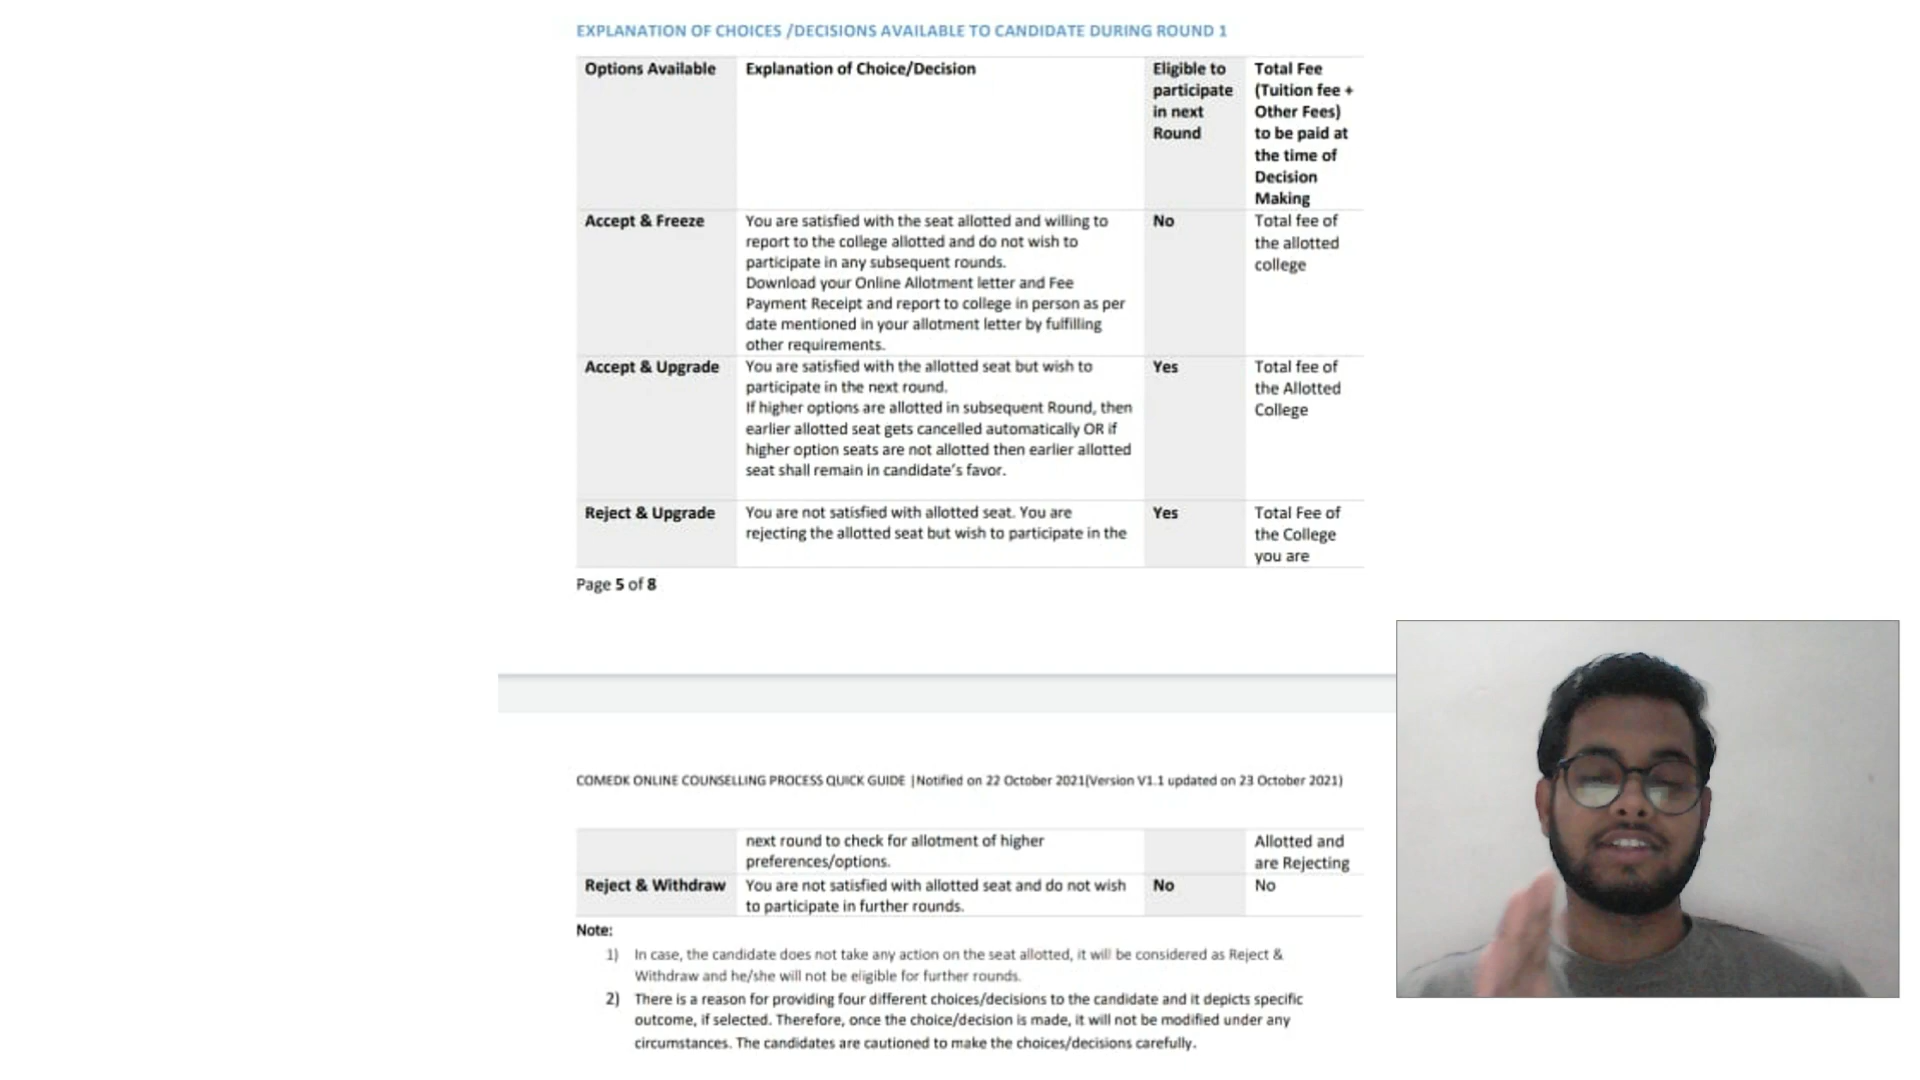 EXPLANATION OF CHOICES /DECISIONS AVAILABLE TO CANDIDATE DURING ROUND 1
Options Available
Explanation of Choice/Decision
Eligible to
participate
in next
Round
Total Fee
(Tuition fee +
Other Fees)
to be paid at
the time of
Decision
Making
Accept & Freeze
You are satisfied with the seat allotted and willing to
report to the college allotted and do not wish to
participate in any subsequent rounds.
Download your Online Allotment letter and Fee
Payment Receipt and report to college in person as per
date mentioned in your allotment letter by fulfilling
other requirements.
No
Total fee of
the allotted
college
Accept & Upgrade
You are satisfied with the allotted seat but wish to
participate in the next round.
If higher options are allotted in subsequent Round, then
earlier allotted seat gets cancelled automatically OR if
higher option seats are not allotted then earlier allotted
seat shall remain in candidate's favor.
Yes
Total fee of
the Allotted
College
Reject & Upgrade
You are not satisfied with allotted seat. You are
rejecting the allotted seat but wish to participate in the
Yes
Total Fee of
the College
you are
Page 5 of 8
COMEDK ONLINE COUNSELLING PROCESS QUICK GUIDE |Notified on 22 October 2021(Version V1.1 updated on 23 October 2021)
next round to check for allotment of higher
preferences/options.
Allotted and
are Rejecting
Reject & Withdraw
You are not satisfied with allotted seat and do not wish
to participate in further rounds.
No
No
Note:
1) In case, the candidate does not take any action on the seat allotted, it will be considered as Reject &
Withdraw and he/she will not be eligible for further rounds.
2) There is a reason for providing four different choices/decisions to the candidate and it depicts specific
outcome, if selected. Therefore, once the choice/decision is made, it will not be modified under any
circumstances. The candidates are cautioned to make the choices/decisions carefully.